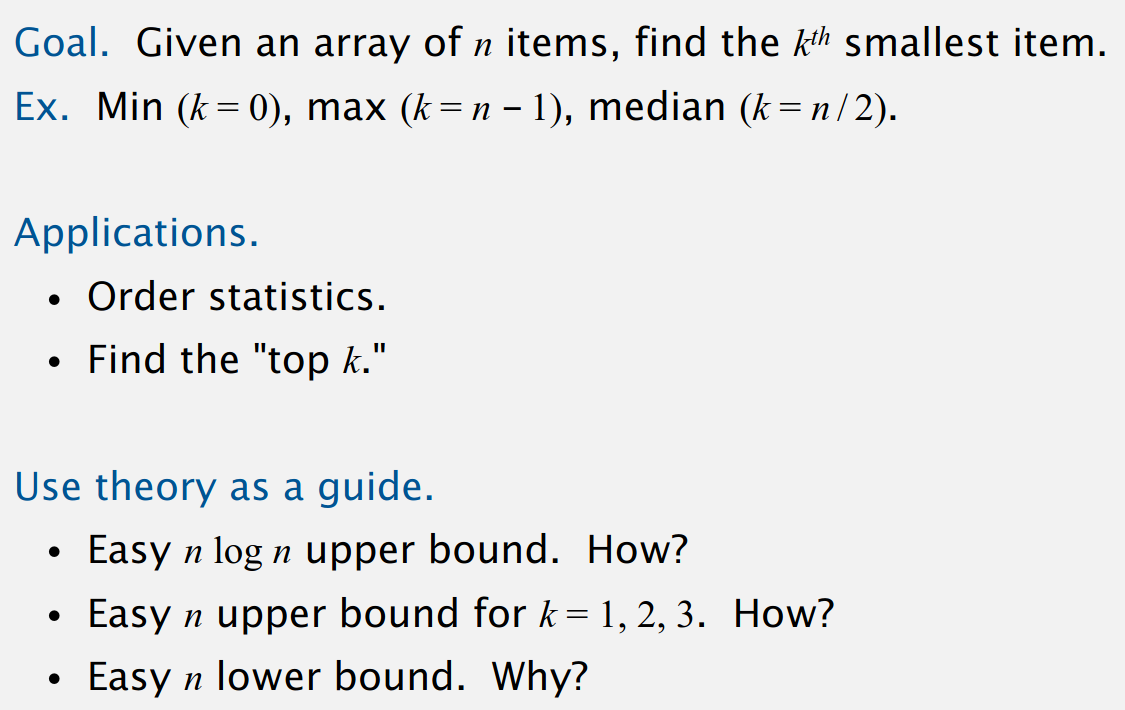 Goal. Given an array of n items, find the kth smallest item.
Ex. Min (k = 0), max (k = n – 1), median (k = n / 2).
Applications.
• Order statistics.
• Find the "top k."
Use theory as a guide.
• Easy n log n upper bound. How?
• Easy n upper bound for k = 1, 2, 3. How?
• Easy n lower bound. Why?